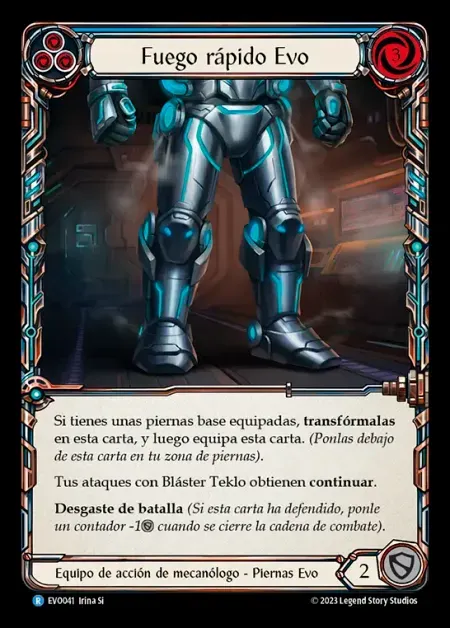 Fuego rápido Evo
3
Si tienes unas piernas base equipadas, transfórmalas
en esta carta, y luego equipa esta carta. (Ponlas debajo
de esta carta en tu zona de piernas).
Tus ataques con Bláster Teklo obtienen continuar.
Desgaste de batalla (Si esta carta ha defendido, ponle
un contador -1 cuando se cierre la cadena de combate).
Equipo de acción de mecanólogo - Piernas Evo
2
R EVO041 Irina Si
© 2023 Legend Story Studios